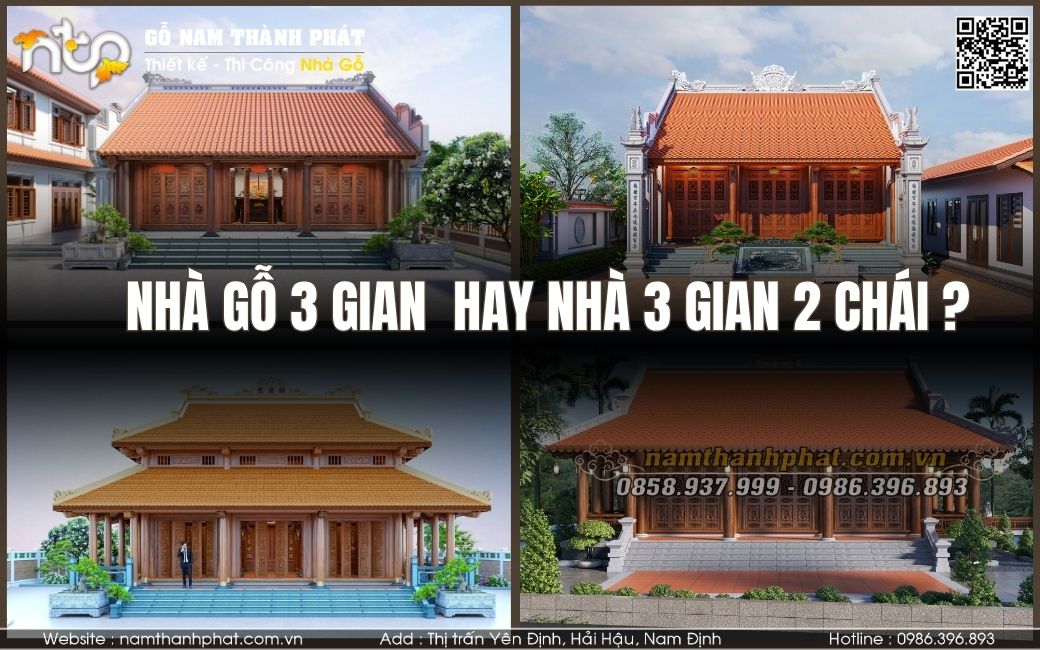 ntp
GỖ NAM THÀNH PHÁT
Thiết kế - Thi Công Nhà Gỗ
NHÀ GỖ 3 GIAN HAY NHÀ 3 GIAN 2 CHÁI ?
namthanhphat.com.vn
0858.937.999 - 0986.396.893
Website : namthanhphat.com.vn
Add : Thị trấn Yên Định, Hải Hậu, Nam Định
Hotline : 0986.396.893